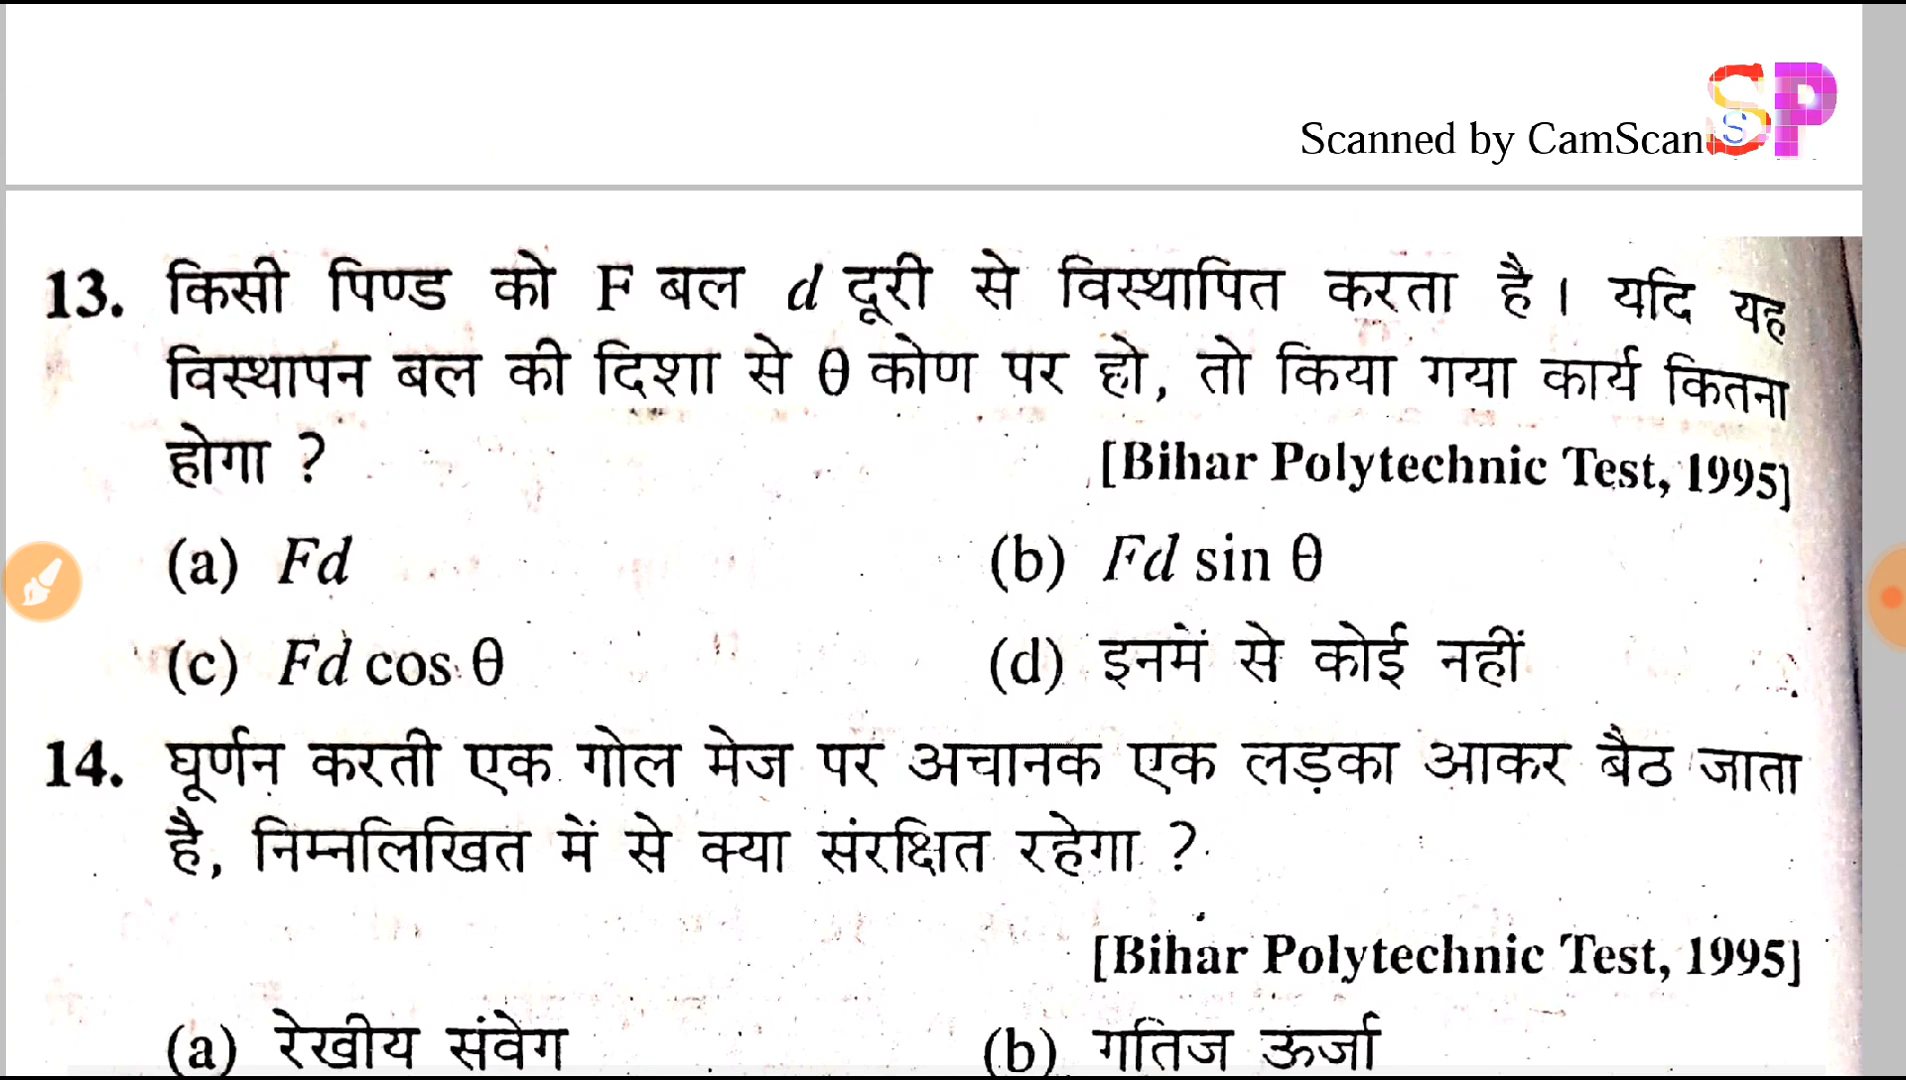 Scanned by CamScan
SP
S
13. किसी पिण्ड को F बल d दूरी से विस्थापित करता है। यदि यह
विस्थापन बल की दिशा से θ कोण पर हो, तो किया गया कार्य कितना
होगा ?
[Bihar Polytechnic Test, 1995]
(a) Fd
(b) Fd sin θ
(c) Fd cos θ
(d) इनमें से कोई नहीं
14. घूर्णन करती एक गोल मेज पर अचानक एक लड़का आकर बैठ जाता
है, निम्नलिखित में से क्या संरक्षित रहेगा ?
[Bihar Polytechnic Test, 1995]
(a) रेखीय संवेग
(b) गतिज ऊर्जा